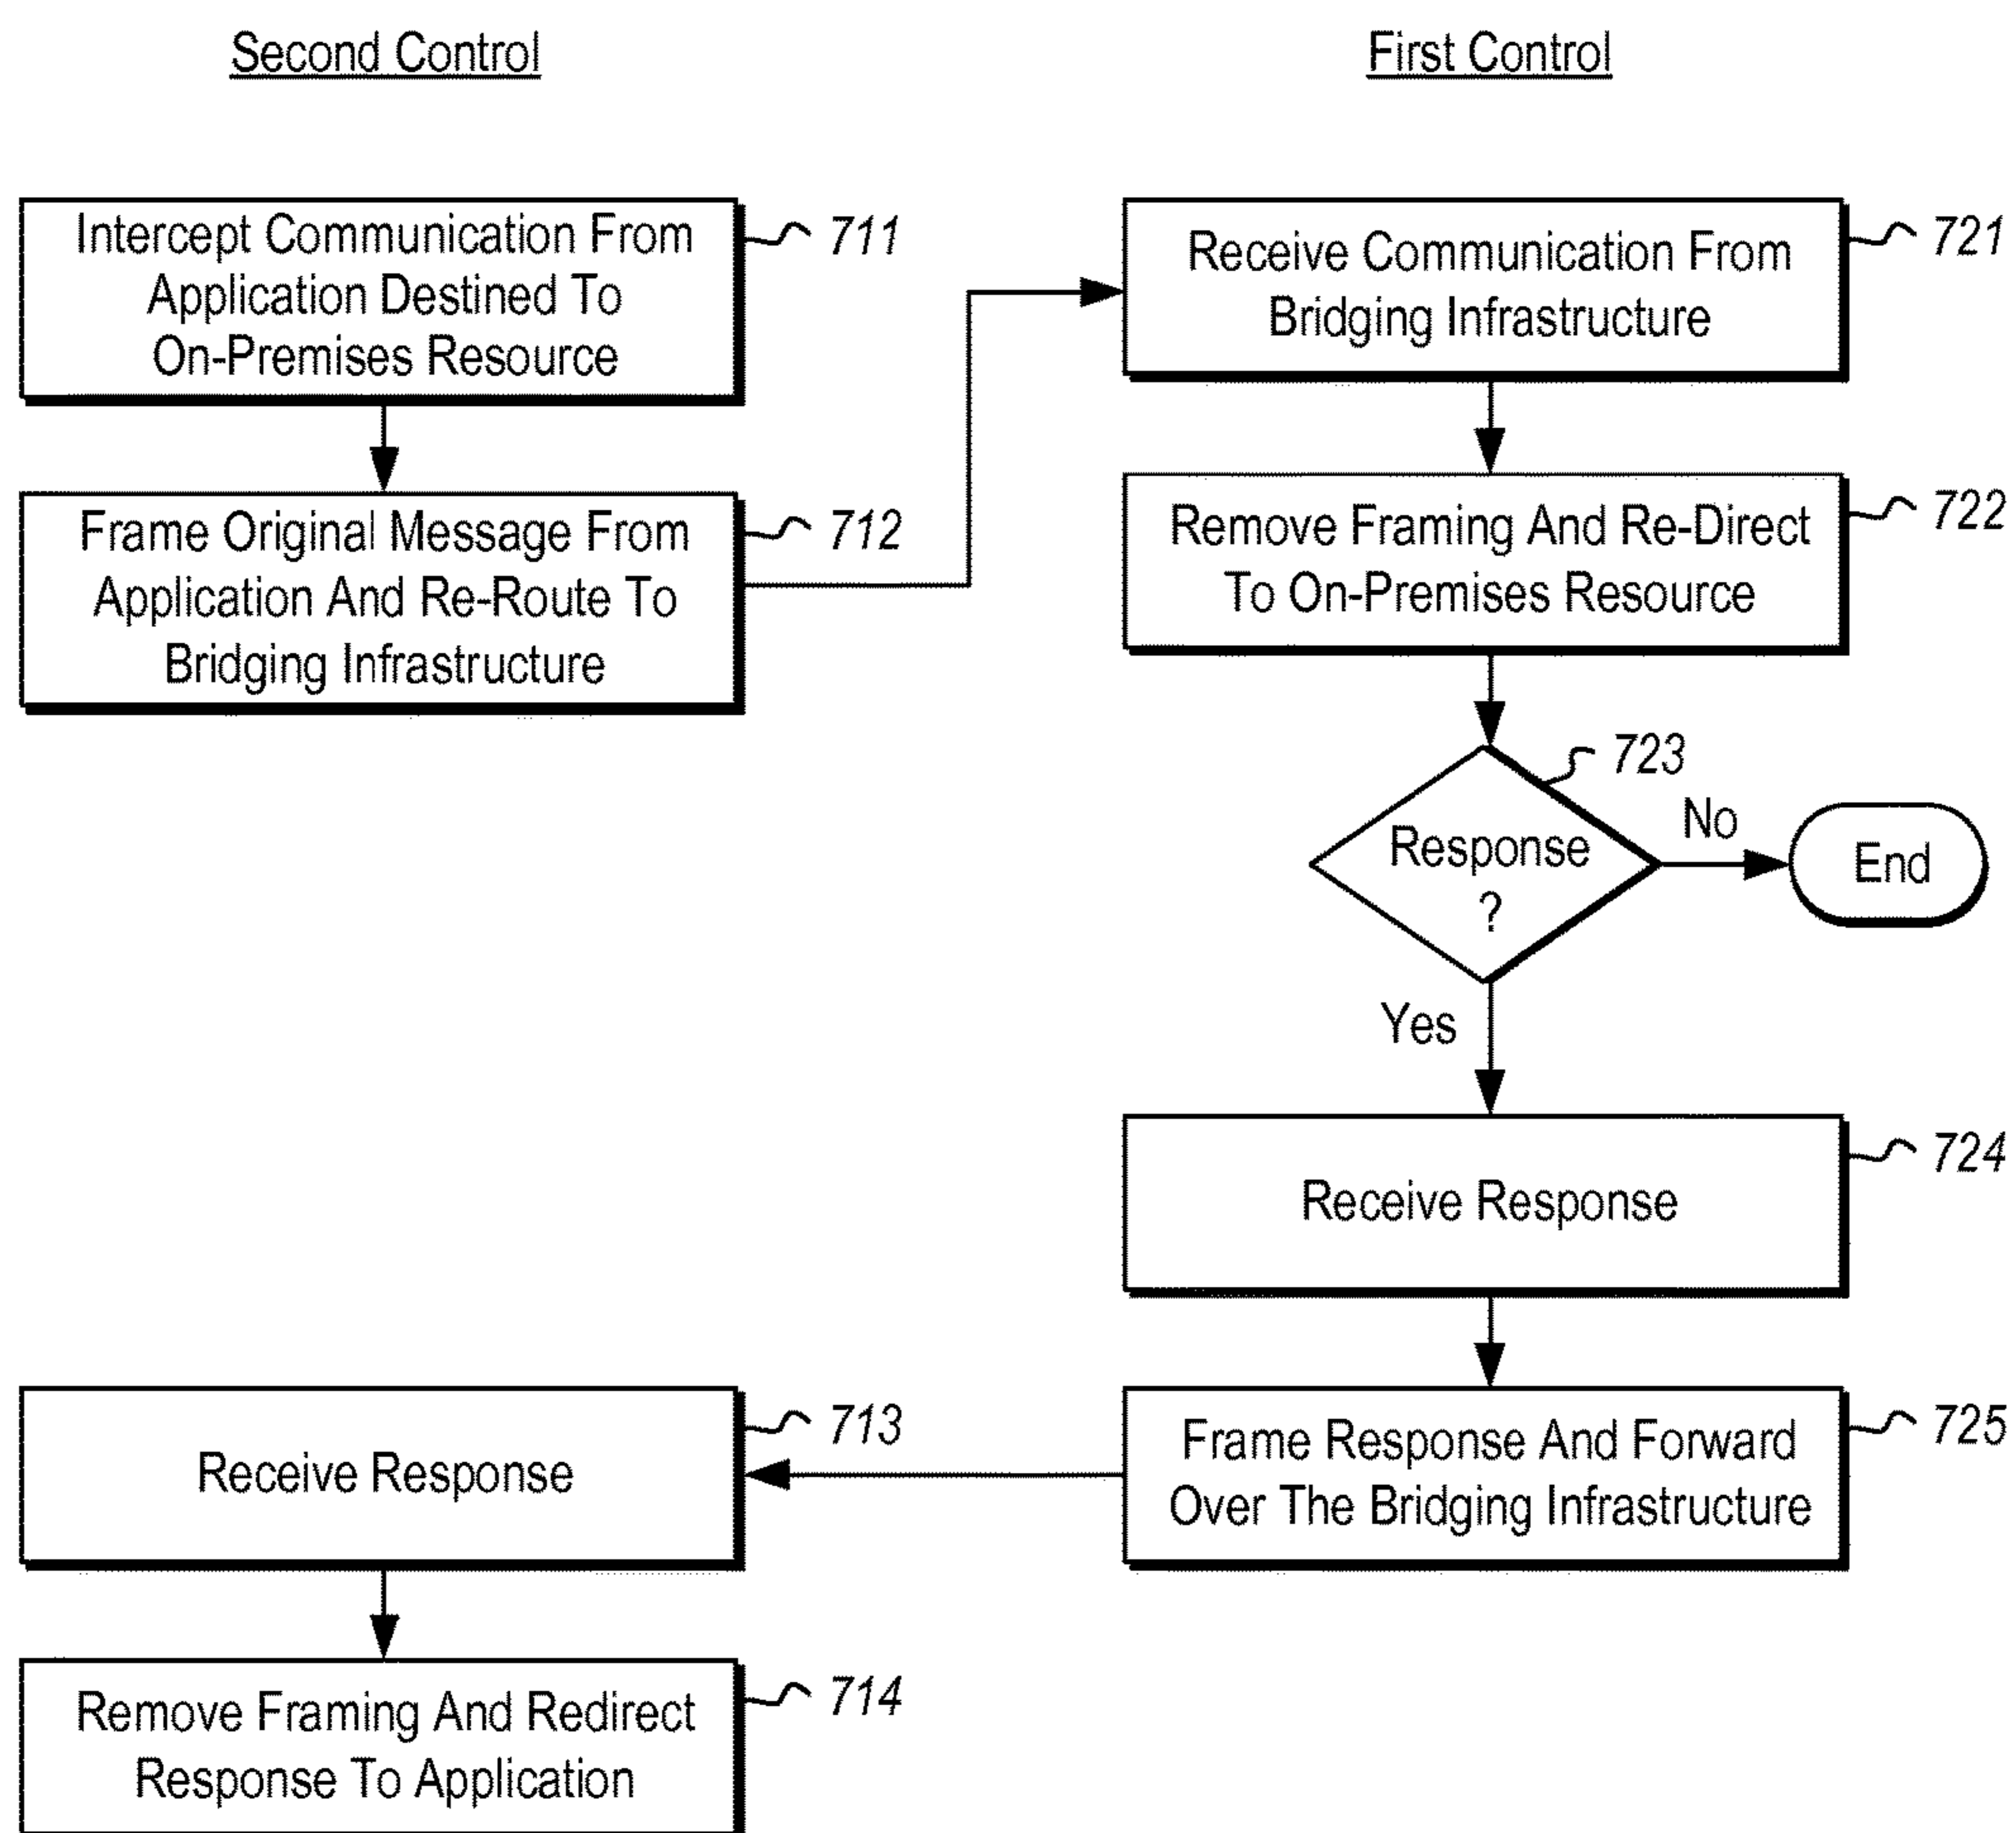 Second Control
First Control
Intercept Communication From
Application Destined To
On-Premises Resource
711
Frame Original Message From
Application And Re-Route To
Bridging Infrastructure
712
Receive Communication From
Bridging Infrastructure
721
Remove Framing And Re-Direct
To On-Premises Resource
722
723
Response
?
No
End
Yes
Receive Response
724
Frame Response And Forward
Over The Bridging Infrastructure
725
Receive Response
713
Remove Framing And Redirect
Response To Application
714